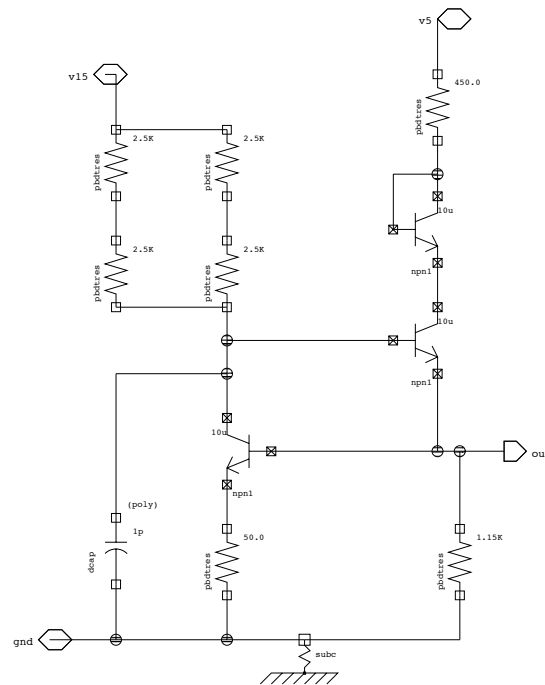 v5
v15
450.0
pbdtres
2.5K
2.5K
pbdtres
pbdtres
10u
npn1
2.5K
2.5K
pbdtres
pbdtres
10u
npn1
10u
ou
npn1
(poly)
1p
dcap
50.0
pbdtres
1.15K
pbdtres
gnd
subc